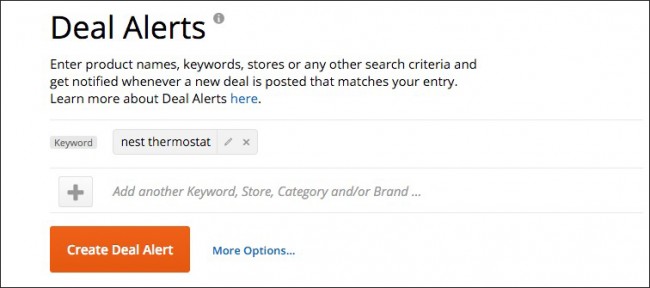 Deal Alerts
Enter product names, keywords, stores or any other search criteria and
get notified whenever a new deal is posted that matches your entry.
Learn more about Deal Alerts here.
Keyword nest thermostat
Add another Keyword, Store, Category and/or Brand ...
Create Deal Alert More Options...